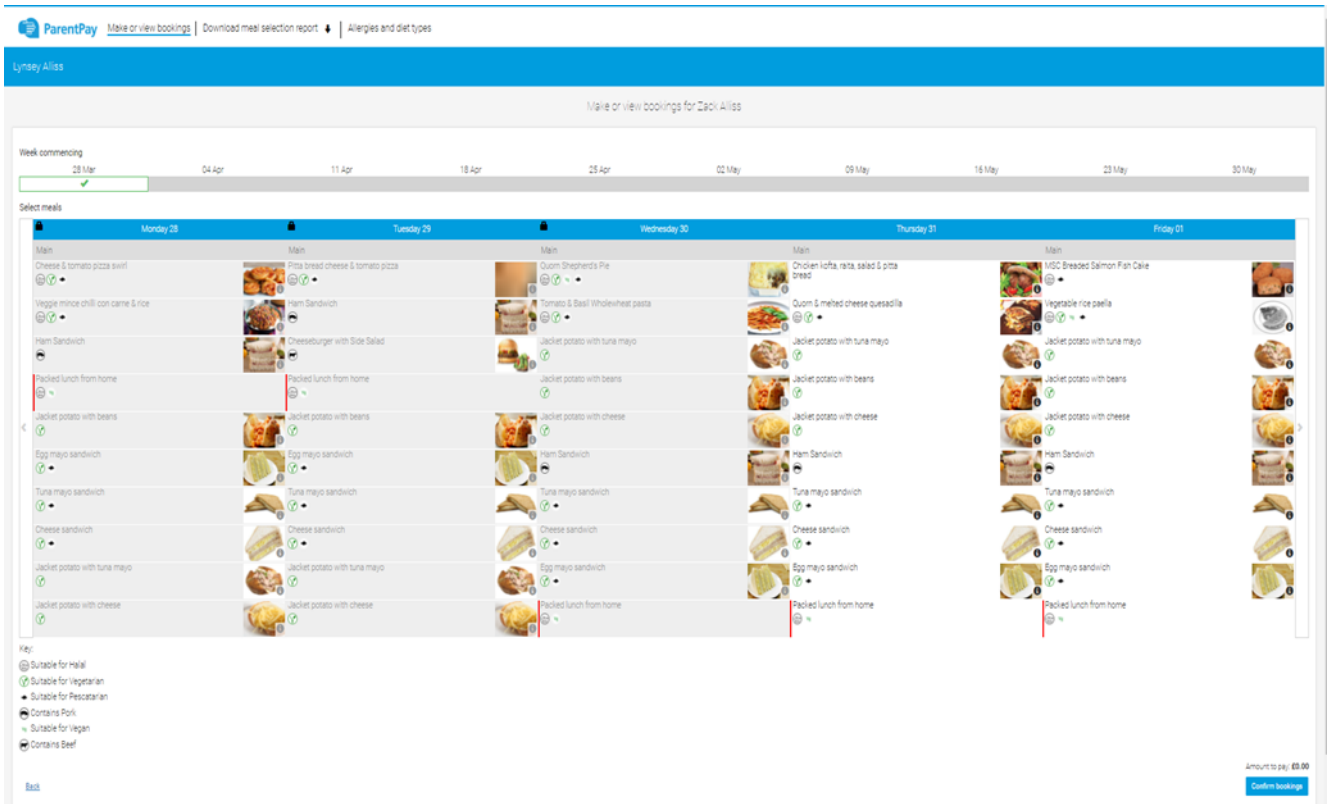 ParentPay Make or view bookings Download meal selection report Allergies and diet types
Lynsey Aliss
Make or view bookings for Zack Alliss
Week commencing
28 Mar 04 Apr 11 Apr 18 Apr 25 Apr 02 May 09 May 16 May 23 May 30 May
Select meals
Monday 28 Tuesday 29 Wednesday 30 Thursday 31 Friday 01
Main Main Main Main Main
Cheese & tomato pizza swirl Pitta bread cheese & tomato pizza Quorn Shepherd's Pie Chicken kofta, raita, salad & pitta MSC Breaded Salmon Fish Cake
bread
Veggie mince chilli con carne & rice Ham Sandwich Tomato & Basil Wholewheat pasta Quorn & melted cheese quesadilla Vegetable rice paella
Ham Sandwich Cheeseburger with Side Salad Jacket potato with tuna mayo Jacket potato with tuna mayo Jacket potato with tuna mayo
Packed lunch from home Packed lunch from home Jacket potato with beans Jacket potato with beans Jacket potato with beans
Jacket potato with beans Jacket potato with beans Jacket potato with cheese Jacket potato with cheese Jacket potato with cheese
Egg mayo sandwich Egg mayo sandwich Ham Sandwich Ham Sandwich Ham Sandwich
Tuna mayo sandwich Tuna mayo sandwich Tuna mayo sandwich Tuna mayo sandwich Tuna mayo sandwich
Cheese sandwich Cheese sandwich Cheese sandwich Cheese sandwich Cheese sandwich
Jacket potato with tuna mayo Jacket potato with tuna mayo Egg mayo sandwich Egg mayo sandwich Egg mayo sandwich
Jacket potato with cheese Jacket potato with cheese Packed lunch from home Packed lunch from home Packed lunch from home
Key:
Suitable for Halal
Suitable for Vegetarian
Suitable for Pescatarian
Contains Pork
Suitable for Vegan
Contains Beef
Amount to pay: £0.00
Back Confirm bookings